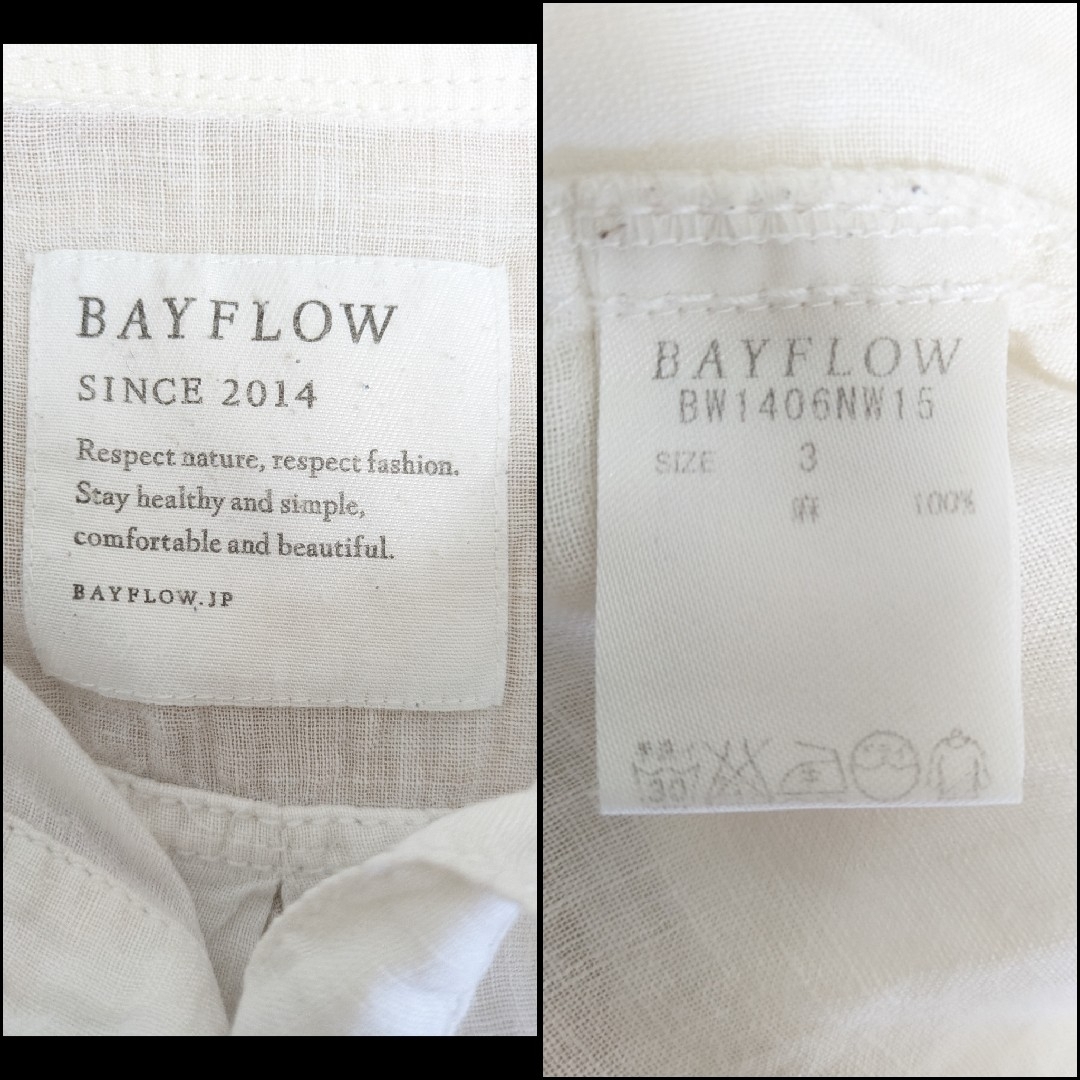 BAYFLOW
SINCE 2014
Respect nature, respect fashion.
Stay healthy and simple,
comfortable and beautiful.
BAYFLOW.JP
BAYFLOW
BW1406NW15
SIZE 3
麻 100%
30